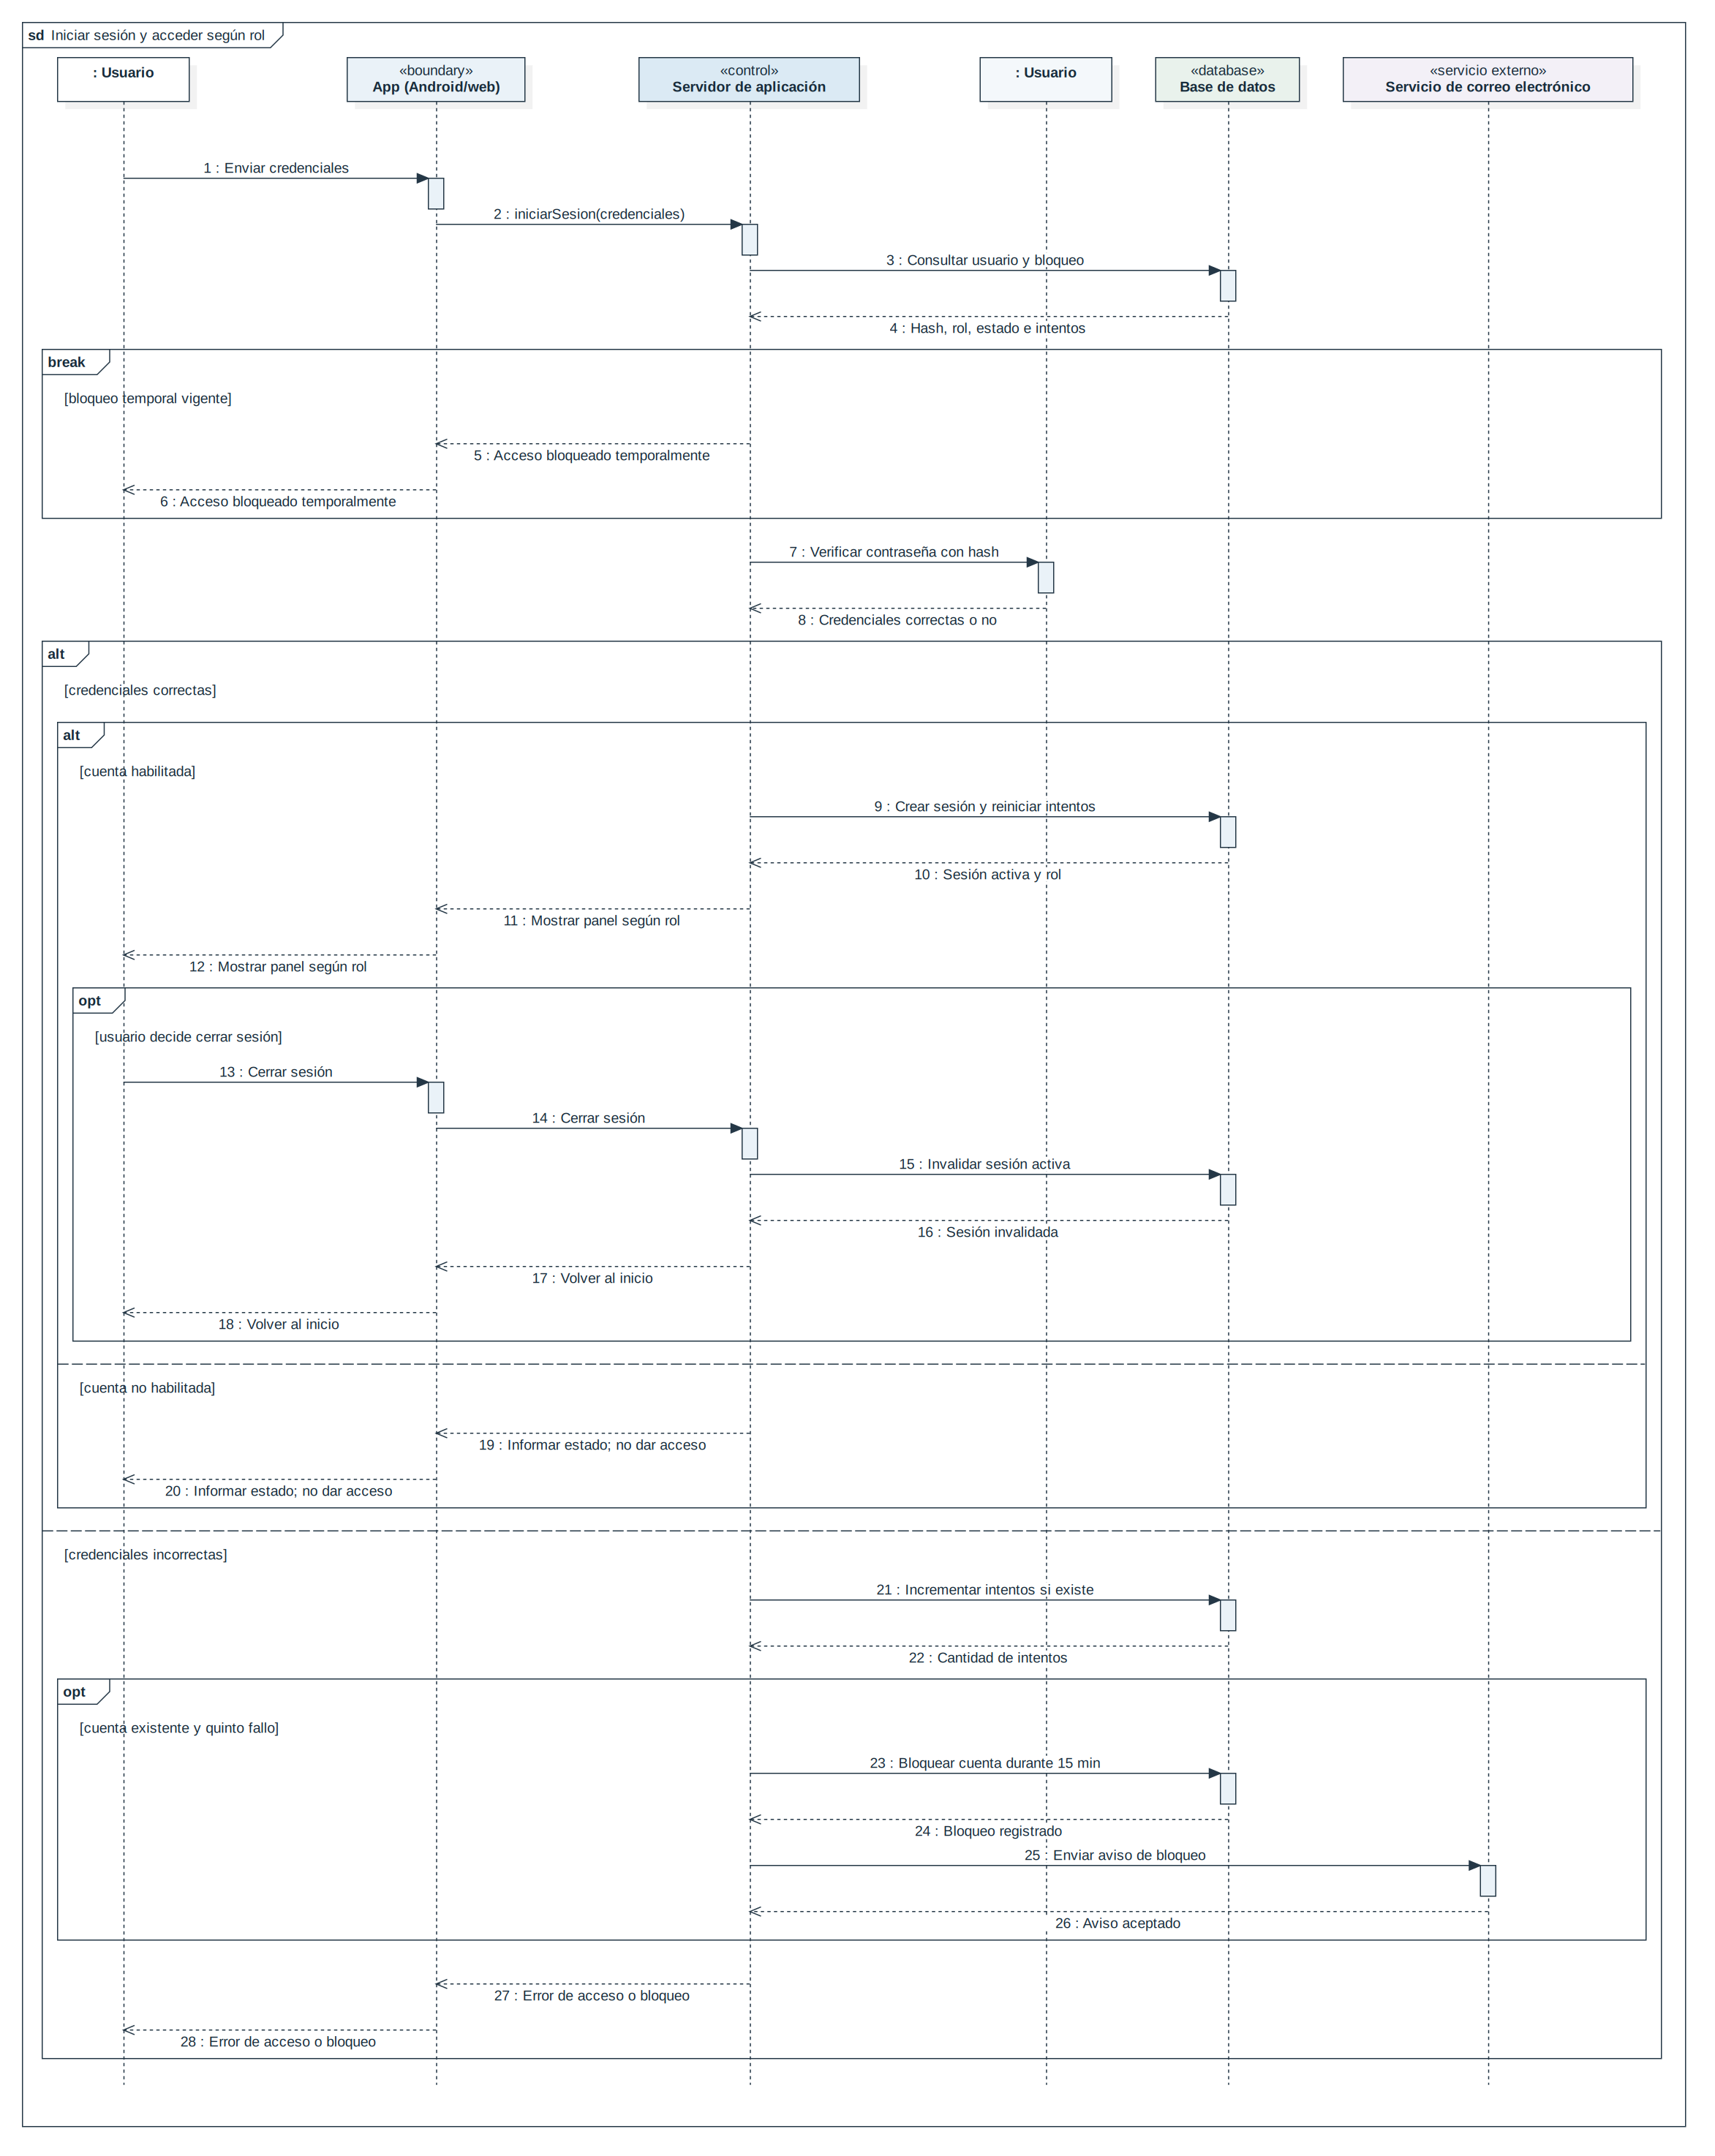 sd Iniciar sesión y acceder según rol
: Usuario
«boundary»
App (Android/web)
«control»
Servidor de aplicación
: Usuario
«database»
Base de datos
«servicio externo»
Servicio de correo electrónico
1 : Enviar credenciales
2 : iniciarSesion(credenciales)
3 : Consultar usuario y bloqueo
4 : Hash, rol, estado e intentos
break
[bloqueo temporal vigente]
5 : Acceso bloqueado temporalmente
6 : Acceso bloqueado temporalmente
7 : Verificar contraseña con hash
8 : Credenciales correctas o no
alt
[credenciales correctas]
alt
[cuenta habilitada]
9 : Crear sesión y reiniciar intentos
10 : Sesión activa y rol
11 : Mostrar panel según rol
12 : Mostrar panel según rol
opt
[usuario decide cerrar sesión]
13 : Cerrar sesión
14 : Cerrar sesión
15 : Invalidar sesión activa
16 : Sesión invalidada
17 : Volver al inicio
18 : Volver al inicio
[cuenta no habilitada]
19 : Informar estado; no dar acceso
20 : Informar estado; no dar acceso
[credenciales incorrectas]
21 : Incrementar intentos si existe
22 : Cantidad de intentos
opt
[cuenta existente y quinto fallo]
23 : Bloquear cuenta durante 15 min
24 : Bloqueo registrado
25 : Enviar aviso de bloqueo
26 : Aviso aceptado
27 : Error de acceso o bloqueo
28 : Error de acceso o bloqueo